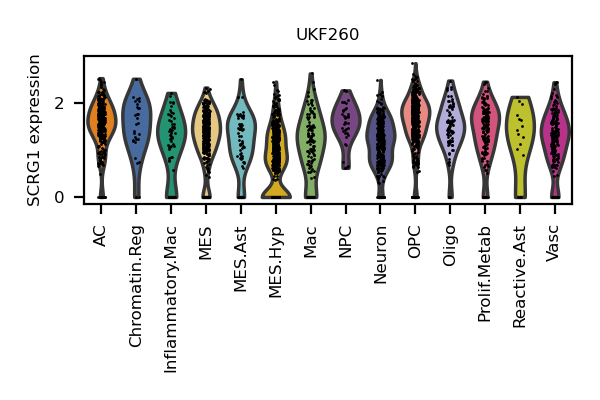 UKF260
SCRG1 expression
2
0
AC
Chromatin.Reg
Inflammatory.Mac
MES
MES.Ast
MES.Hyp
Mac
NPC
Neuron
OPC
Oligo
Prolif.Metab
Reactive.Ast
Vasc